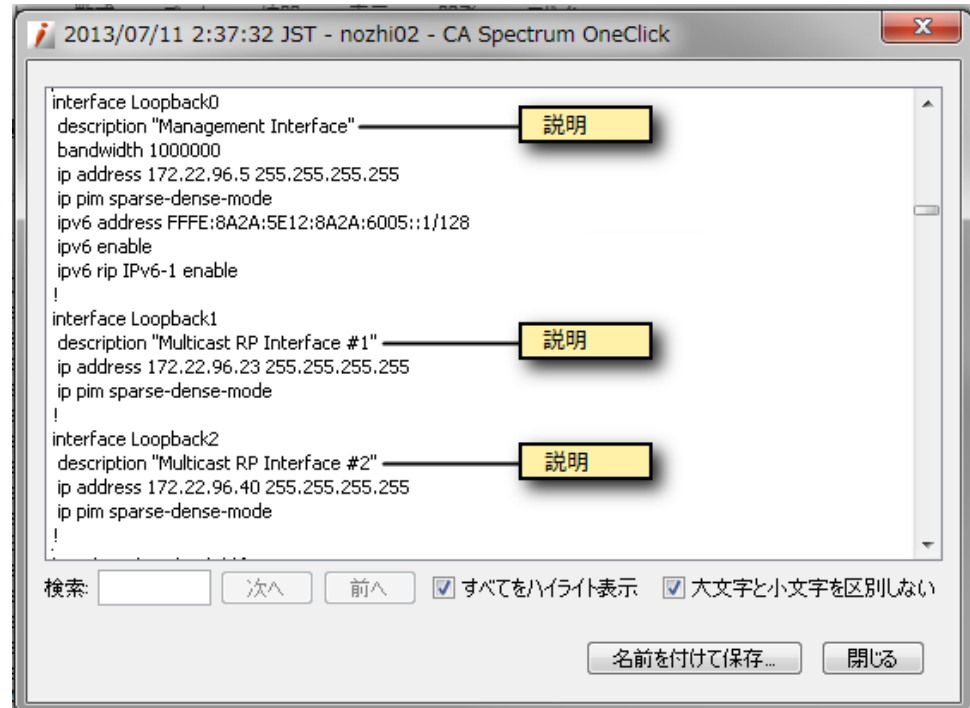 2013/07/11 2:37:32 JST - nozhi02 - CA Spectrum OneClick
interface Loopback0
description "Management Interface" 説明
bandwidth 1000000
ip address 172.22.96.5 255.255.255.255
ip pim sparse-dense-mode
ipv6 address FFFE:8A2A:5E12:8A2A:6005::1/128
ipv6 enable
ipv6 rip IPv6-1 enable
!
interface Loopback1
description "Multicast RP Interface #1" 説明
ip address 172.22.96.23 255.255.255.255
ip pim sparse-dense-mode
!
interface Loopback2
description "Multicast RP Interface #2" 説明
ip address 172.22.96.40 255.255.255.255
ip pim sparse-dense-mode
!
検索: 次へ 前へ すべてをハイライト表示 大文字と小文字を区別しない
名前を付けて保存... 閉じる